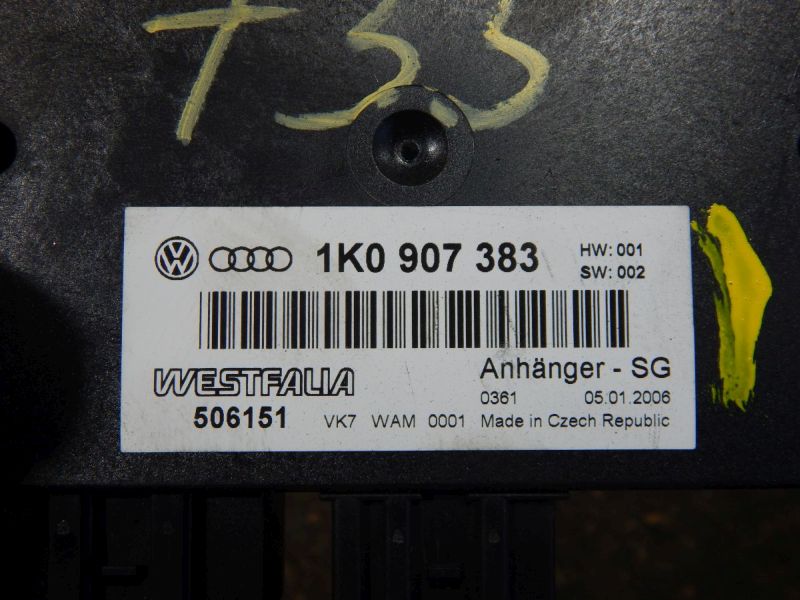 T53
1K0 907 383
HW: 001
SW: 002
WESTFALIA
506151
Anhänger - SG
0361 05.01.2006
VK7 WAM 0001 Made in Czech Republic